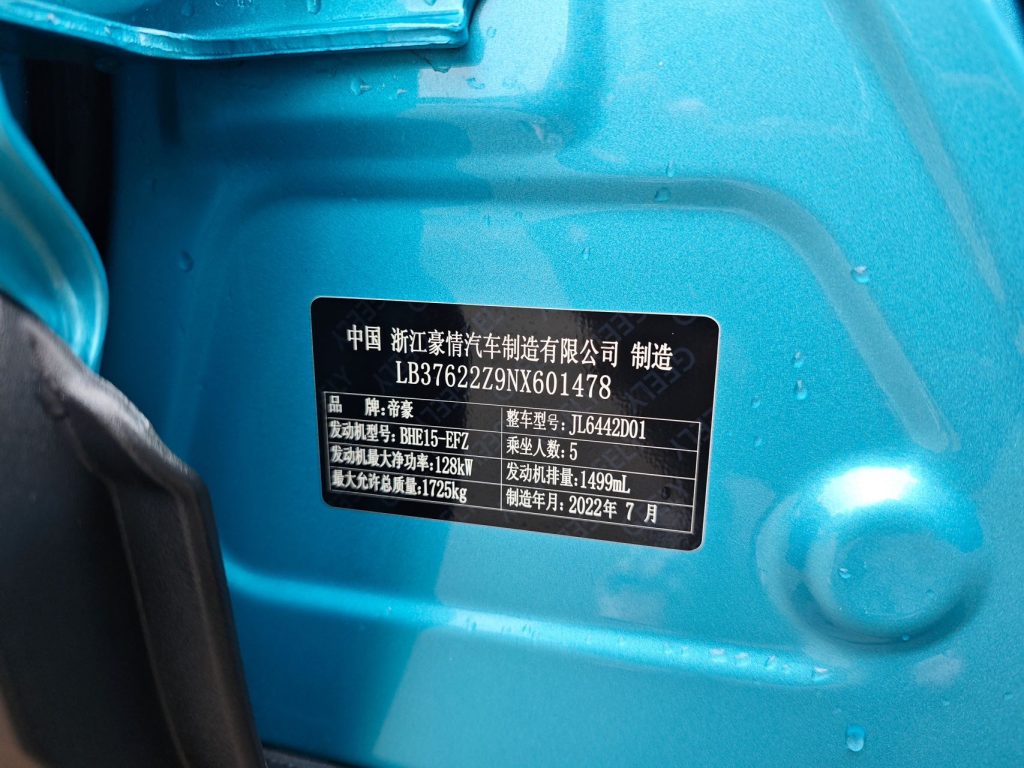 中国 浙江豪情汽车制造有限公司 制造
LB37622Z9NX601478
品 牌:帝豪 整车型号:JL6442D01
发动机型号:BHE15-EFZ 乘坐人数:5
发动机最大净功率:128kW 发动机排量:1499mL
最大允许总质量:1725kg 制造年月:2022年 7 月